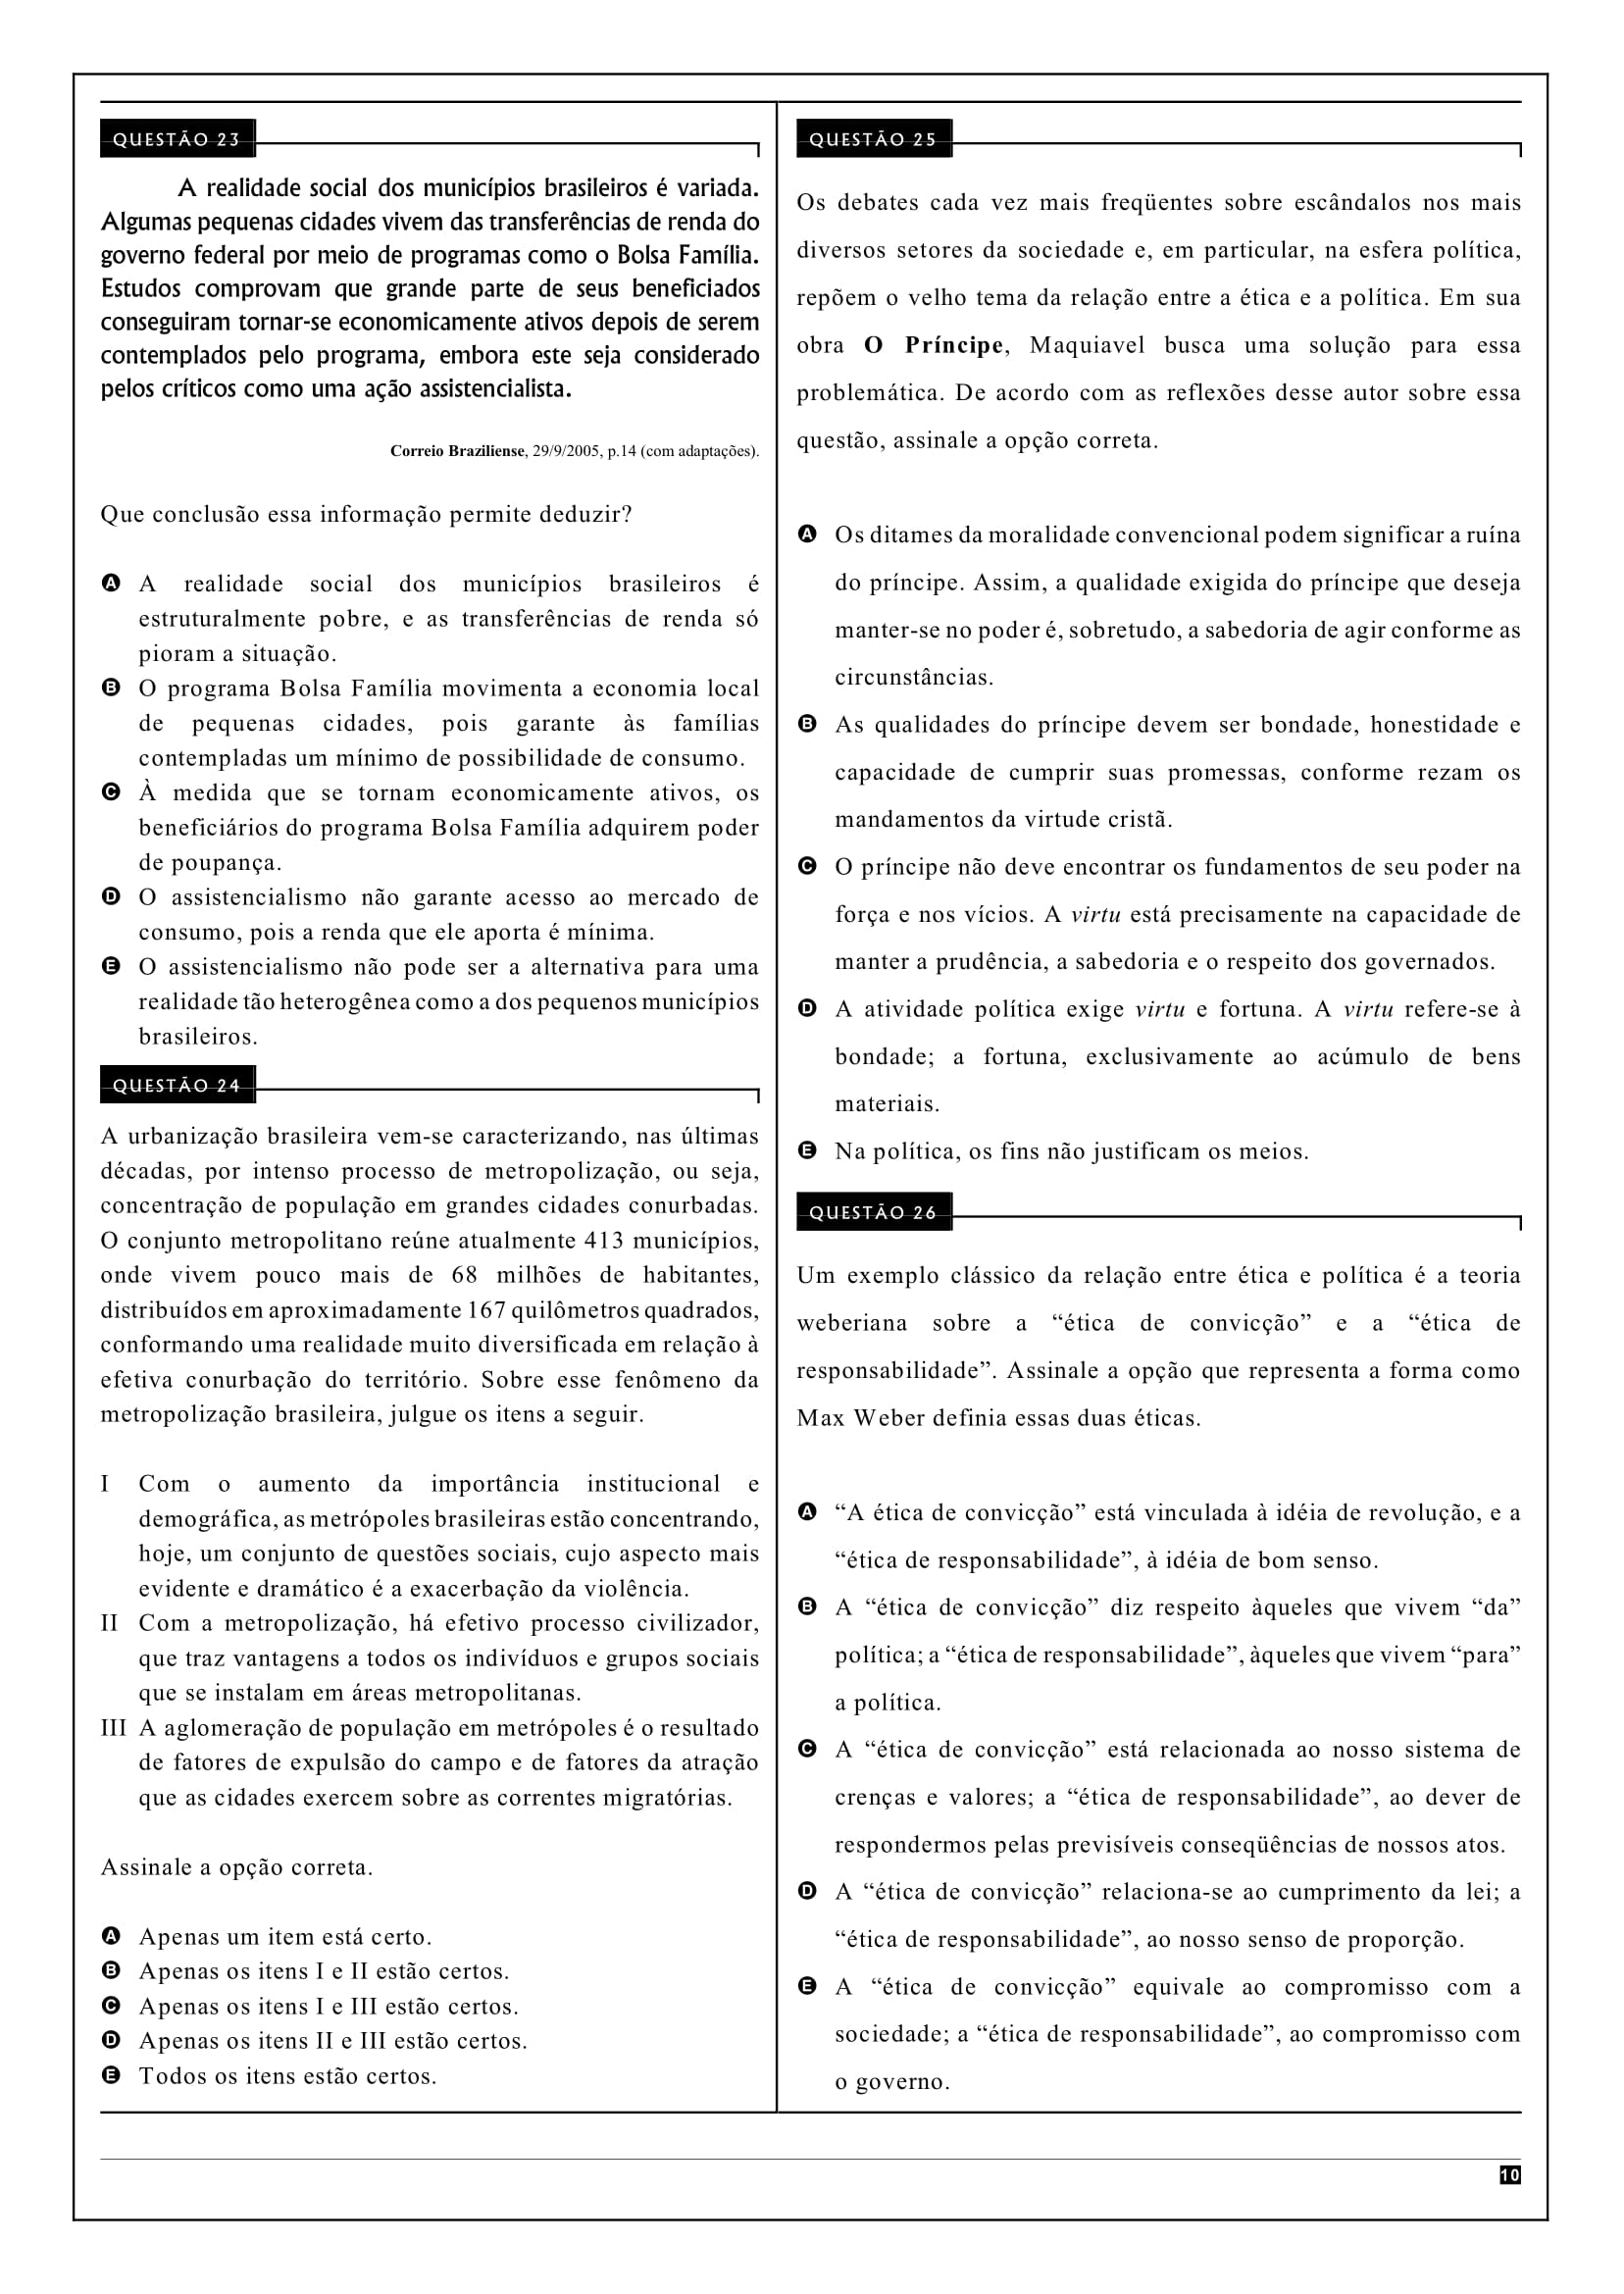 QUESTÃO 23
A realidade social dos municípios brasileiros é variada.
Algumas pequenas cidades vivem das transferências de renda do
governo federal por meio de programas como o Bolsa Família.
Estudos comprovam que grande parte de seus beneficiados
conseguiram tornar-se economicamente ativos depois de serem
contemplados pelo programa, embora este seja considerado
pelos críticos como uma ação assistencialista.
Correio Braziliense, 29/9/2005, p.14 (com adaptações).
Que conclusão essa informação permite deduzir?
A A realidade social dos municípios brasileiros é
estruturalmente pobre, e as transferências de renda só
pioram a situação.
B O programa Bolsa Família movimenta a economia local
de pequenas cidades, pois garante às famílias
contempladas um mínimo de possibilidade de consumo.
C À medida que se tornam economicamente ativos, os
beneficiários do programa Bolsa Família adquirem poder
de poupança.
D O assistencialismo não garante acesso ao mercado de
consumo, pois a renda que ele aporta é mínima.
E O assistencialismo não pode ser a alternativa para uma
realidade tão heterogênea como a dos pequenos municípios
brasileiros.
QUESTÃO 24
A urbanização brasileira vem-se caracterizando, nas últimas
décadas, por intenso processo de metropolização, ou seja,
concentração de população em grandes cidades conurbadas.
O conjunto metropolitano reúne atualmente 413 municípios,
onde vivem pouco mais de 68 milhões de habitantes,
distribuídos em aproximadamente 167 quilômetros quadrados,
conformando uma realidade muito diversificada em relação à
efetiva conurbação do território. Sobre esse fenômeno da
metropolização brasileira, julgue os itens a seguir.
I Com o aumento da importância institucional e
demográfica, as metrópoles brasileiras estão concentrando,
hoje, um conjunto de questões sociais, cujo aspecto mais
evidente e dramático é a exacerbação da violência.
II Com a metropolização, há efetivo processo civilizador,
que traz vantagens a todos os indivíduos e grupos sociais
que se instalam em áreas metropolitanas.
III A aglomeração de população em metrópoles é o resultado
de fatores de expulsão do campo e de fatores da atração
que as cidades exercem sobre as correntes migratórias.
Assinale a opção correta.
A Apenas um item está certo.
B Apenas os itens I e II estão certos.
C Apenas os itens I e III estão certos.
D Apenas os itens II e III estão certos.
E Todos os itens estão certos.
QUESTÃO 25
Os debates cada vez mais freqüentes sobre escândalos nos mais
diversos setores da sociedade e, em particular, na esfera política,
repõem o velho tema da relação entre a ética e a política. Em sua
obra O Príncipe, Maquiavel busca uma solução para essa
problemática. De acordo com as reflexões desse autor sobre essa
questão, assinale a opção correta.
A Os ditames da moralidade convencional podem significar a ruína
do príncipe. Assim, a qualidade exigida do príncipe que deseja
manter-se no poder é, sobretudo, a sabedoria de agir conforme as
circunstâncias.
B As qualidades do príncipe devem ser bondade, honestidade e
capacidade de cumprir suas promessas, conforme rezam os
mandamentos da virtude cristã.
C O príncipe não deve encontrar os fundamentos de seu poder na
força e nos vícios. A virtu está precisamente na capacidade de
manter a prudência, a sabedoria e o respeito dos governados.
D A atividade política exige virtu e fortuna. A virtu refere-se à
bondade; a fortuna, exclusivamente ao acúmulo de bens
materiais.
E Na política, os fins não justificam os meios.
QUESTÃO 26
Um exemplo clássico da relação entre ética e política é a teoria
weberiana sobre a “ética de convicção” e a “ética de
responsabilidade”. Assinale a opção que representa a forma como
Max Weber definia essas duas éticas.
A “A ética de convicção” está vinculada à idéia de revolução, e a
“ética de responsabilidade”, à idéia de bom senso.
B A “ética de convicção” diz respeito àqueles que vivem “da”
política; a “ética de responsabilidade”, àqueles que vivem “para”
a política.
C A “ética de convicção” está relacionada ao nosso sistema de
crenças e valores; a “ética de responsabilidade”, ao dever de
respondermos pelas previsíveis conseqüências de nossos atos.
D A “ética de convicção” relaciona-se ao cumprimento da lei; a
“ética de responsabilidade”, ao nosso senso de proporção.
E A “ética de convicção” equivale ao compromisso com a
sociedade; a “ética de responsabilidade”, ao compromisso com
o governo.
10